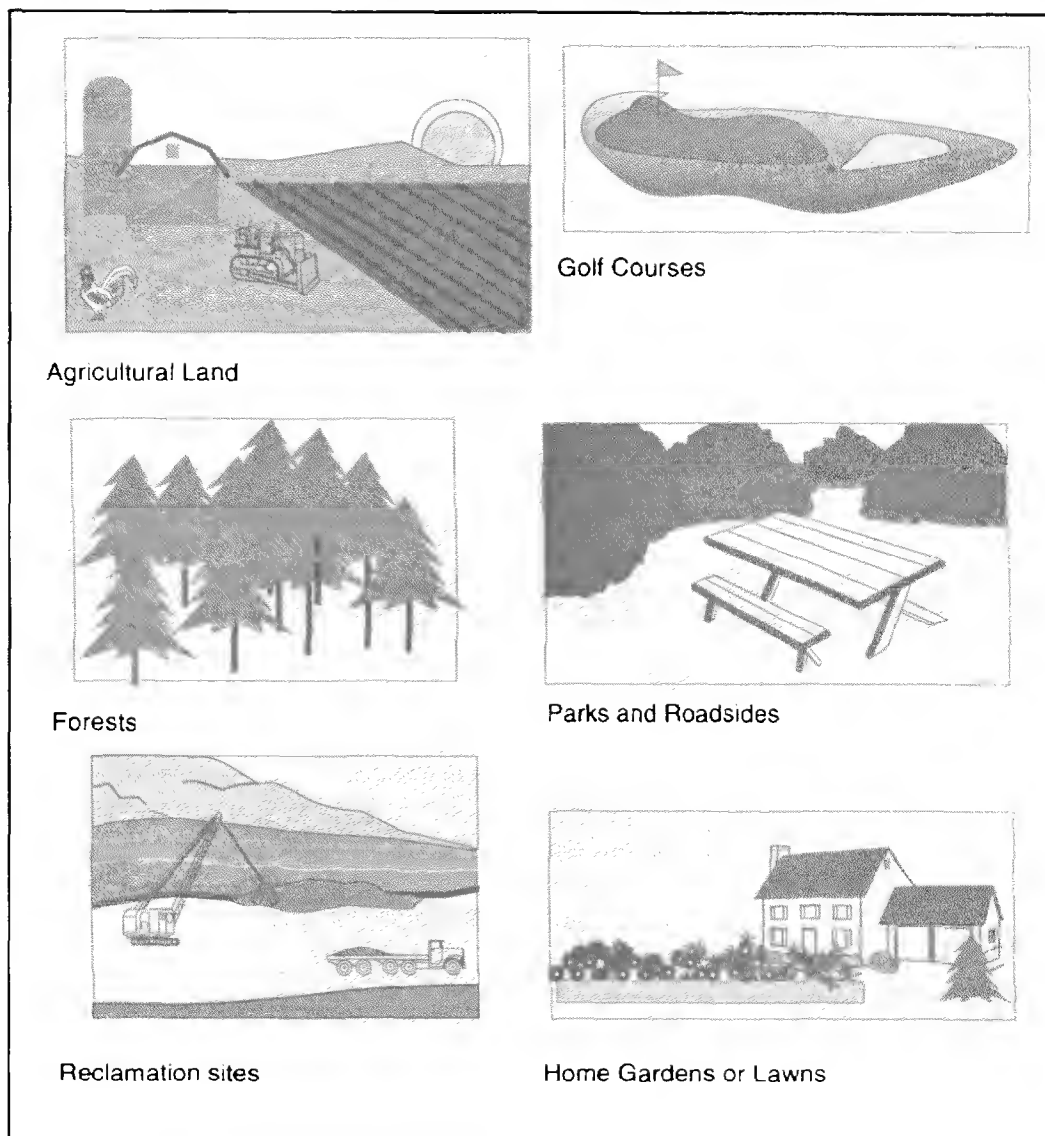 Golf Courses
Agricultural Land
Forests
Parks and Roadsides
Reclamation sites
Home Gardens or Lawns